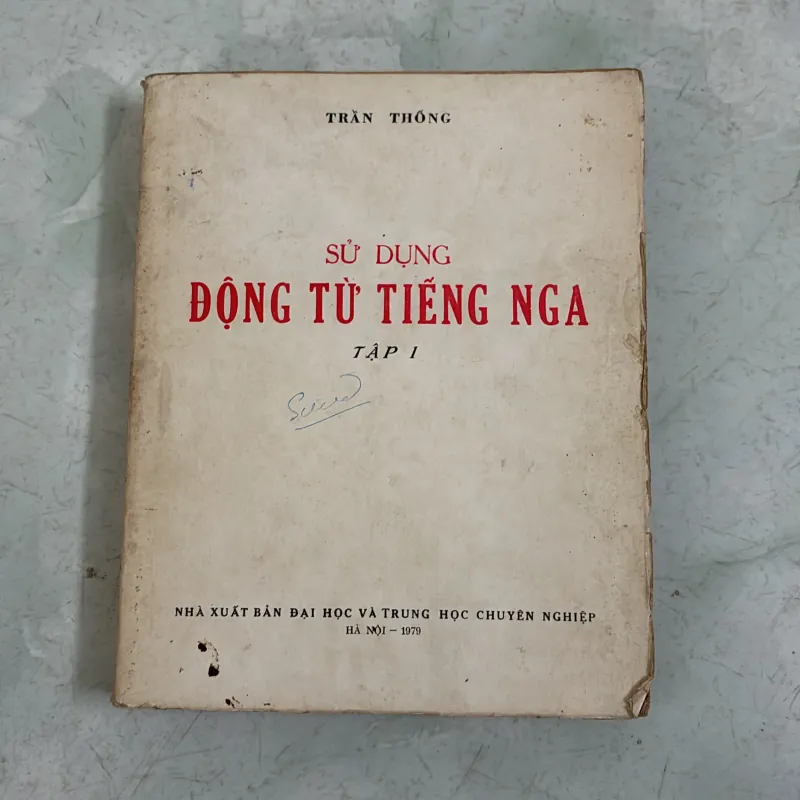 TRẦN THỐNG
SỬ DỤNG
ĐỘNG TỪ TIẾNG NGA
TẬP I
NHÀ XUẤT BẢN ĐẠI HỌC VÀ TRUNG HỌC CHUYÊN NGHIỆP
HÀ NỘI – 1979